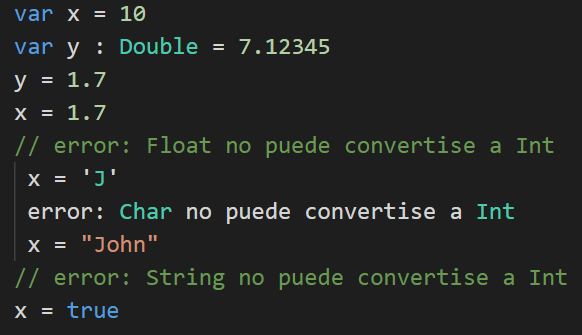 var x = 10
var y : Double = 7.12345
y = 1.7
x = 1.7
// error: Float no puede convertise a Int
x = 'J'
error: Char no puede convertise a Int
x = "John"
// error: String no puede convertise a Int
x = true